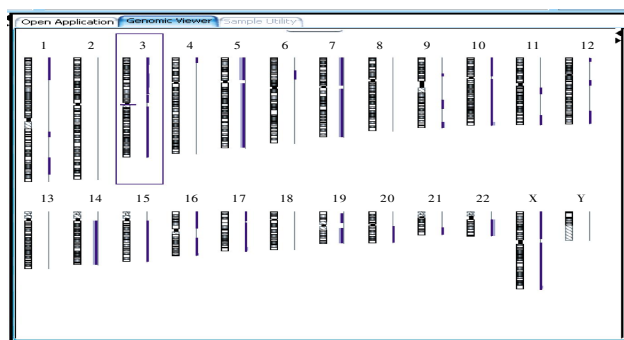 Open Application Genomic Viewer Sample Utility
1 2 3 4 5 6 7 8 9 10 11 12
13 14 15 16 17 18 19 20 21 22 X Y